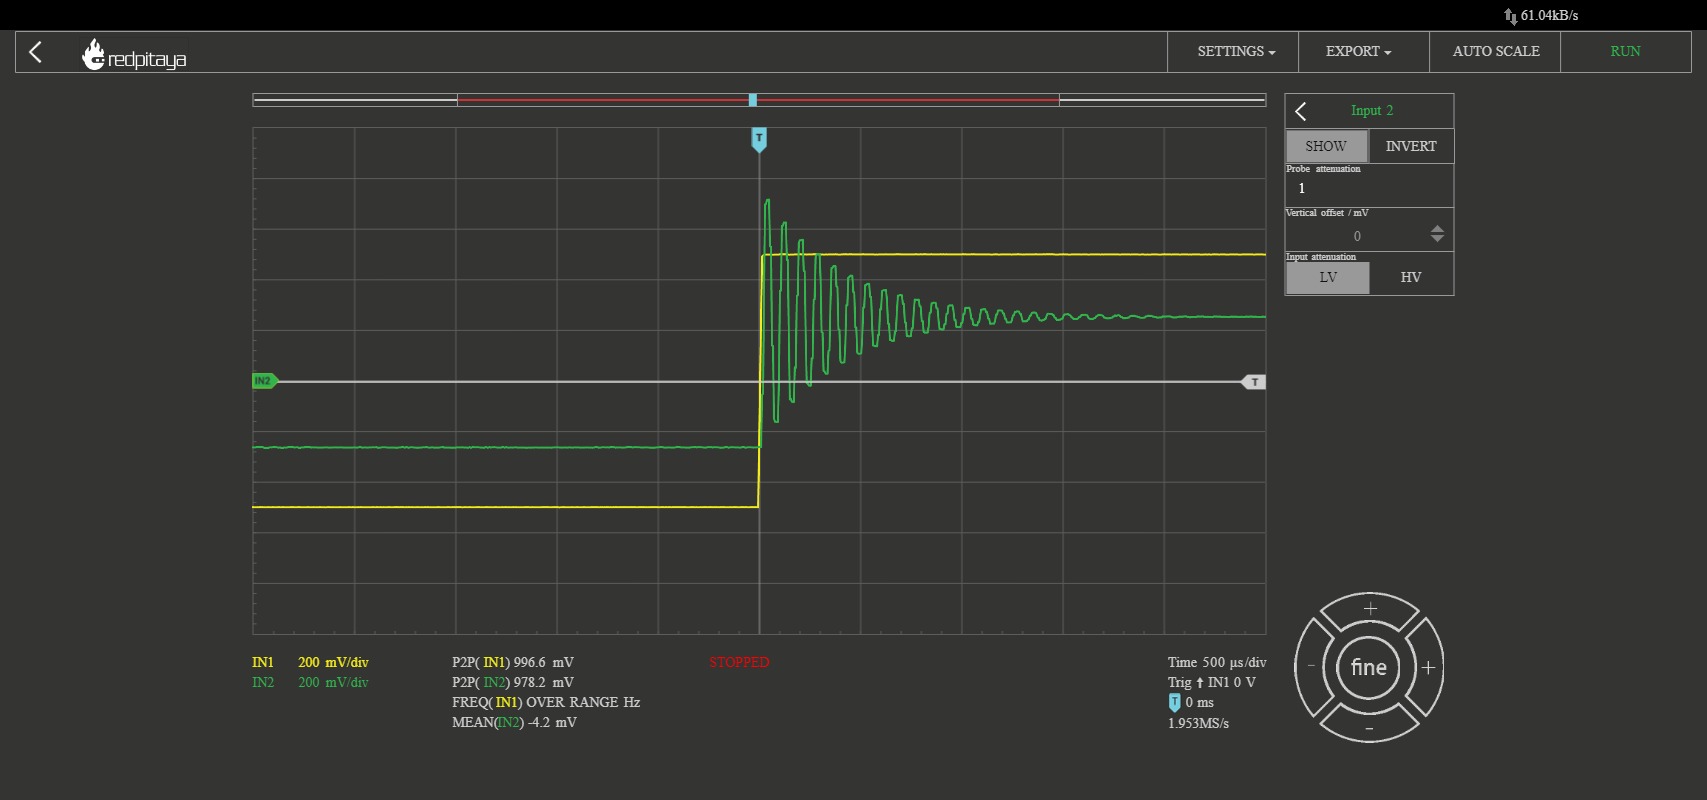 61.04kB/s
redpitaya
SETTINGS
EXPORT
AUTO SCALE
RUN
Input 2
SHOW INVERT
Probe attenuation
1
Vertical offset / mV
0
Input attenuation
LV HV
T
IN2
T
IN1 200 mV/div
IN2 200 mV/div
P2P( IN1) 996.6 mV
P2P( IN2) 978.2 mV
FREQ( IN1) OVER RANGE Hz
MEAN(IN2) -4.2 mV
STOPPED
Time 500 µs/div
Trig IN1 0 V
T 0 ms
1.953MS/s
+
- fine +
-